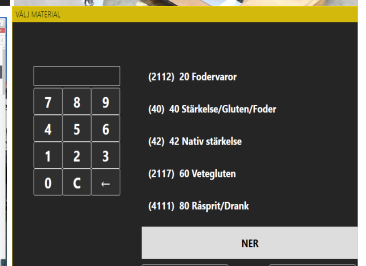 VÄLJ MATERIAL
7 8 9
4 5 6
1 2 3
0 C ←
(2112) 20 Fodervaror
(40) 40 Stärkelse/Gluten/Foder
(42) 42 Nativ stärkelse
(2117) 60 Vetegluten
(4111) 80 Råsprit/Drank
NER